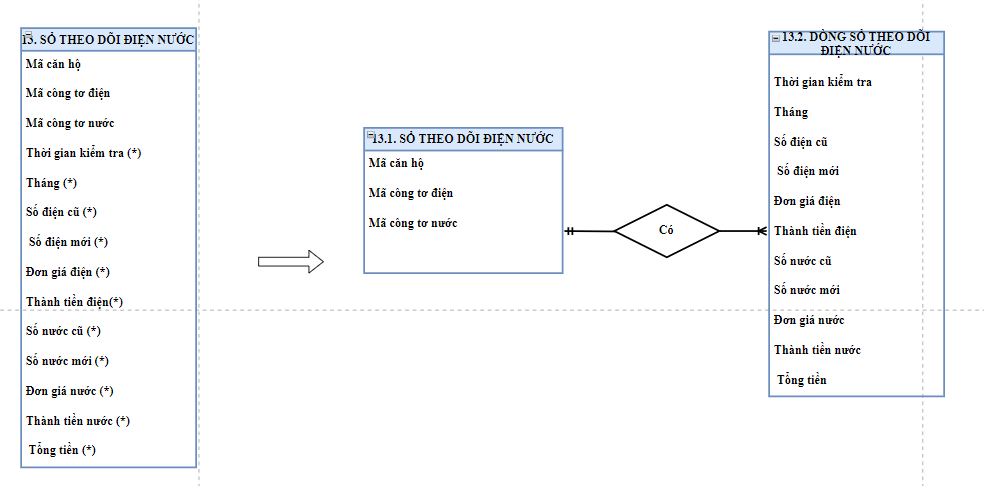 13. SỔ THEO DÕI ĐIỆN NƯỚC
Mã căn hộ
Mã công tơ điện
Mã công tơ nước
Thời gian kiểm tra (*)
Tháng (*)
Số điện cũ (*)
Số điện mới (*)
Đơn giá điện (*)
Thành tiền điện(*)
Số nước cũ (*)
Số nước mới (*)
Đơn giá nước (*)
Thành tiền nước (*)
Tổng tiền (*)
13.1. SỔ THEO DÕI ĐIỆN NƯỚC
Mã căn hộ
Mã công tơ điện
Mã công tơ nước
Có
13.2. DÒNG SỔ THEO DÕI
ĐIỆN NƯỚC
Thời gian kiểm tra
Tháng
Số điện cũ
Số điện mới
Đơn giá điện
Thành tiền điện
Số nước cũ
Số nước mới
Đơn giá nước
Thành tiền nước
Tổng tiền